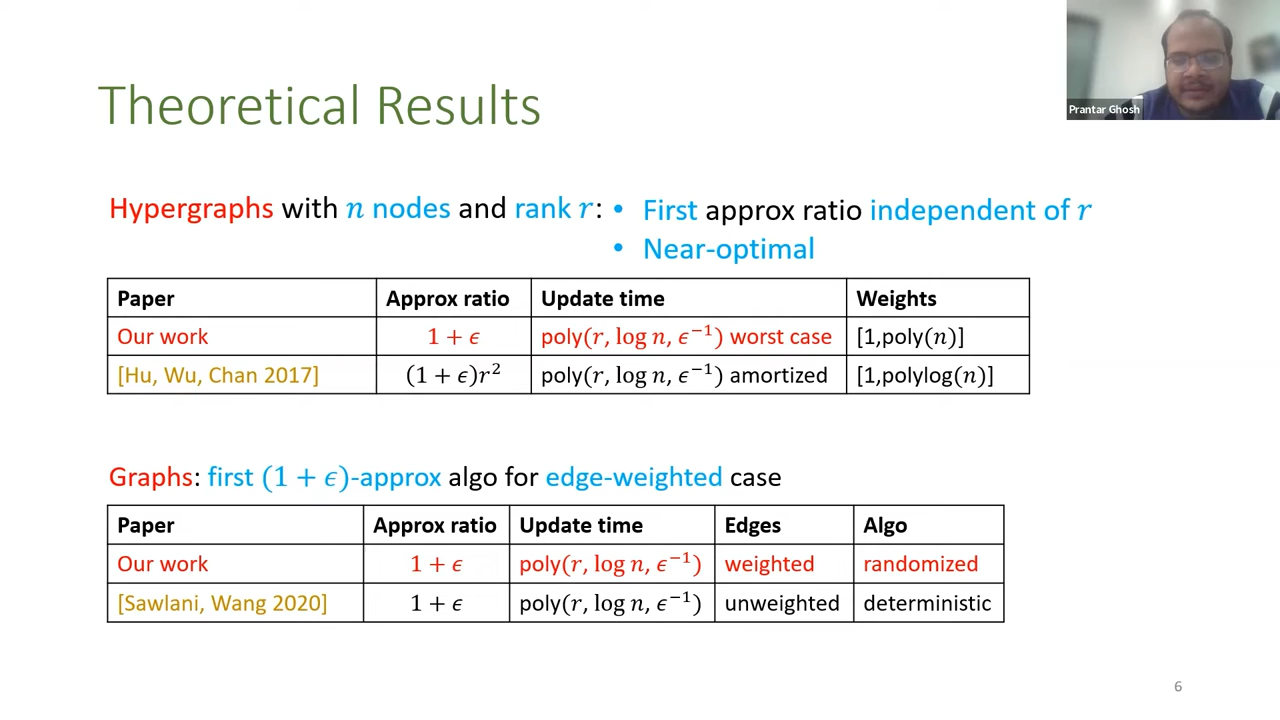 Prantar Ghosh
Theoretical Results
Hypergraphs with n nodes and rank r:
• First approx ratio independent of r
• Near-optimal
Paper Approx ratio Update time Weights
Our work 1 + ϵ poly(r, log n, ϵ⁻¹) worst case [1,poly(n)]
[Hu, Wu, Chan 2017] (1 + ϵ)r² poly(r, log n, ϵ⁻¹) amortized [1,polylog(n)]
Graphs: first (1 + ϵ)-approx algo for edge-weighted case
Paper Approx ratio Update time Edges Algo
Our work 1 + ϵ poly(r, log n, ϵ⁻¹) weighted randomized
[Sawlani, Wang 2020] 1 + ϵ poly(r, log n, ϵ⁻¹) unweighted deterministic
6